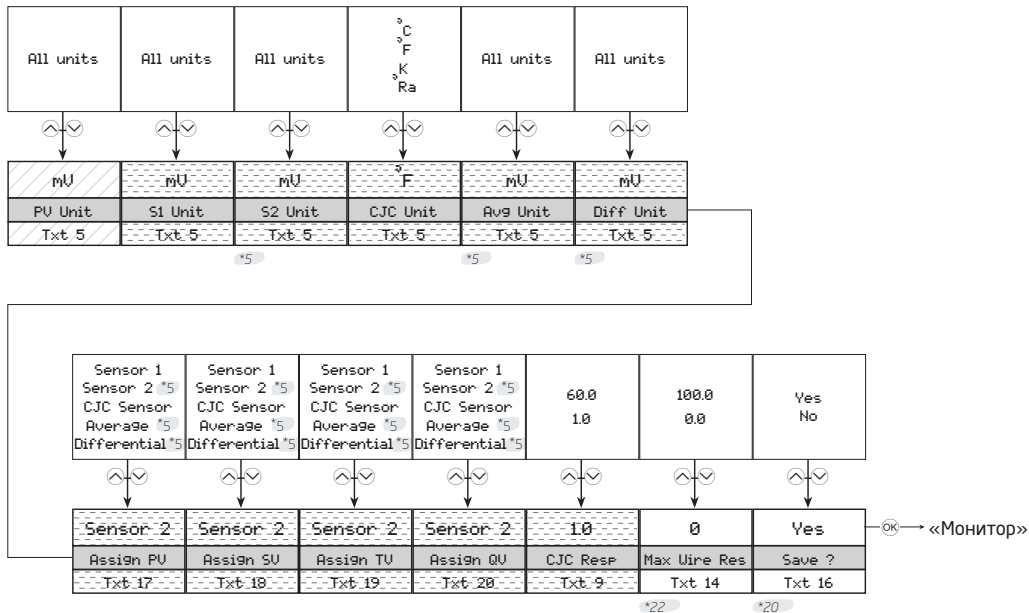 All units All units All units °C All units All units
°F
°K
°Ra
mV mV mV °F mV mV
PV Unit S1 Unit S2 Unit CJC Unit Avg Unit Diff Unit
Txt 5 Txt 5 Txt 5 Txt 5 Txt 5 Txt 5
*5 *5 *5
Sensor 1 Sensor 1 Sensor 1 Sensor 1 60.0 100.0 Yes
Sensor 2 *5 Sensor 2 *5 Sensor 2 *5 Sensor 2 *5 1.0 0.0 No
CJC Sensor CJC Sensor CJC Sensor CJC Sensor
Average *5 Average *5 Average *5 Average *5
Differential *5 Differential *5 Differential *5 Differential *5
Sensor 2 Sensor 2 Sensor 2 Sensor 2 1.0 0 Yes OK «Монитор»
Assign PV Assign SV Assign TV Assign QV CJC Resp Max Wire Res Save ?
Txt 17 Txt 18 Txt 19 Txt 20 Txt 9 Txt 14 Txt 16
*22 *20